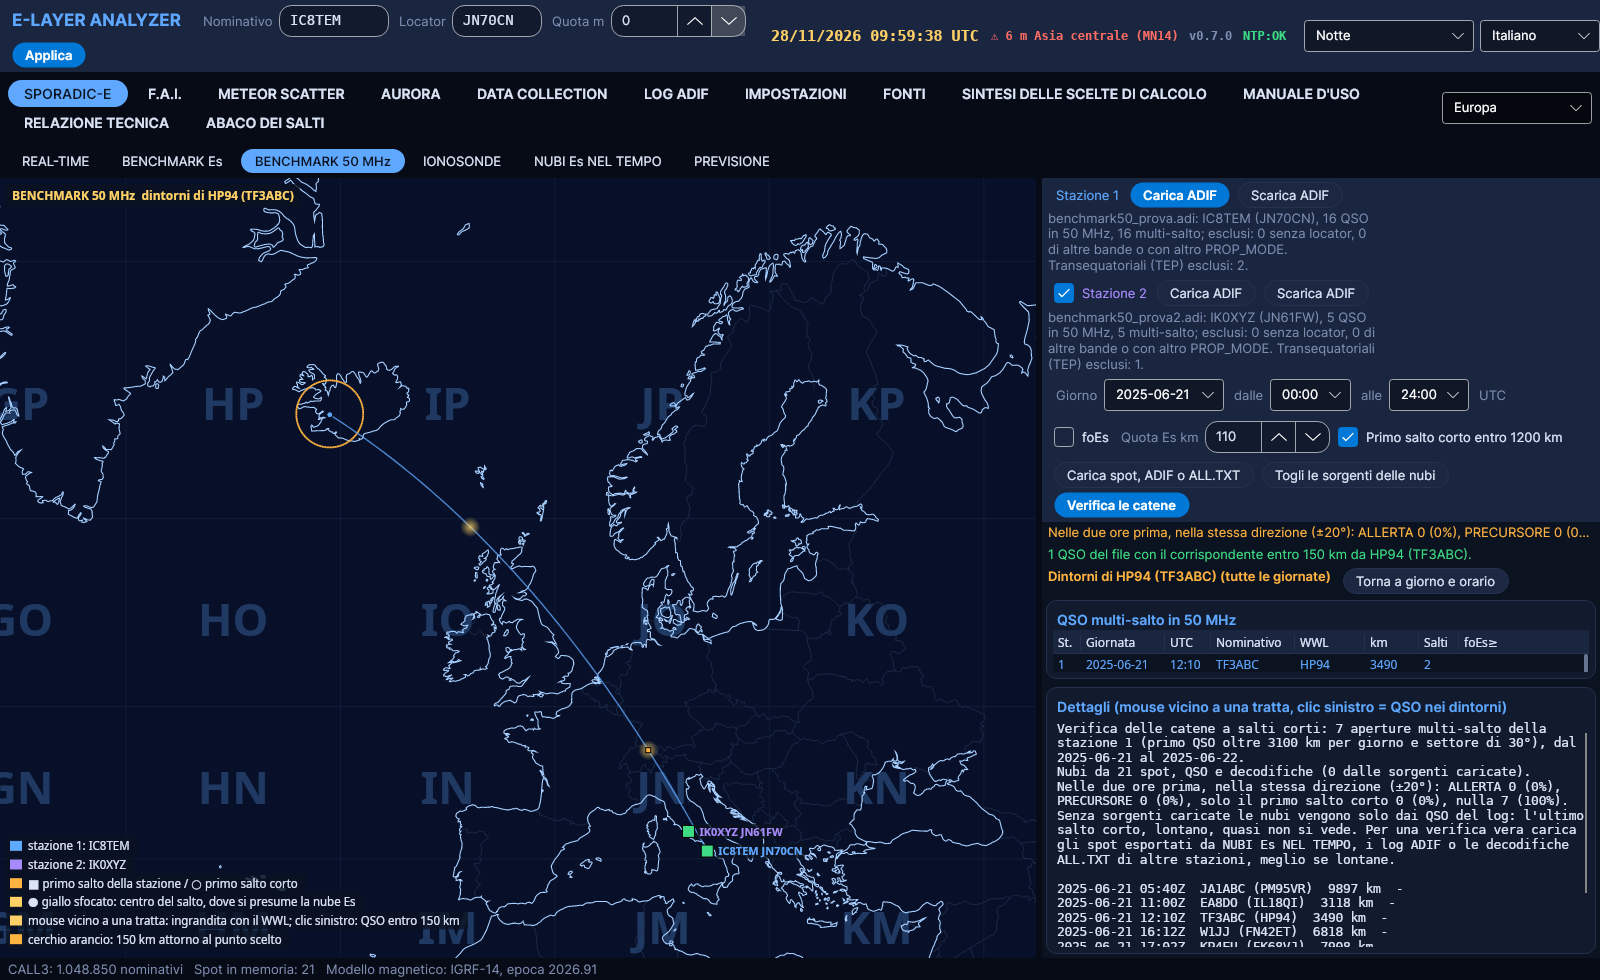 E-LAYER ANALYZER Nominativo IC8TEM Locator JN70CN Quota m 0
28/11/2026 09:59:38 UTC ⚠ 6 m Asia centrale (MN14) v0.7.0 NTP:OK Notte Italiano
Applica
SPORADIC-E F.A.I. METEOR SCATTER AURORA DATA COLLECTION LOG ADIF IMPOSTAZIONI FONTI SINTESI DELLE SCELTE DI CALCOLO MANUALE D'USO
RELAZIONE TECNICA ABACO DEI SALTI
Europa
REAL-TIME BENCHMARK Es BENCHMARK 50 MHz IONOSONDE NUBI Es NEL TEMPO PREVISIONE
BENCHMARK 50 MHz dintorni di HP94 (TF3ABC)
GP HP IP JP KP
GO HO IO JO KO
GN HN IN JN KN
IM JM KM
IK0XYZ JN61FW
IC8TEM JN70CN
stazione 1: IC8TEM
stazione 2: IK0XYZ
■ primo salto della stazione / ○ primo salto corto
● giallo sfocato: centro del salto, dove si presume la nube Es
mouse vicino a una tratta: ingrandita con il WWL; clic sinistro: QSO entro 150 km
cerchio arancio: 150 km attorno al punto scelto
Stazione 1 Carica ADIF Scarica ADIF
benchmark50_prova.adi: IC8TEM (JN70CN), 16 QSO
in 50 MHz, 16 multi-salto; esclusi: 0 senza locator, 0
di altre bande o con altro PROP_MODE.
Transequatoriali (TEP) esclusi: 2.
Stazione 2 Carica ADIF Scarica ADIF
benchmark50_prova2.adi: IK0XYZ (JN61FW), 5 QSO
in 50 MHz, 5 multi-salto; esclusi: 0 senza locator, 0 di
altre bande o con altro PROP_MODE. Transequatoriali
(TEP) esclusi: 1.
Giorno 2025-06-21 dalle 00:00 alle 24:00 UTC
foEs Quota Es km 110 Primo salto corto entro 1200 km
Carica spot, ADIF o ALL.TXT Togli le sorgenti delle nubi
Verifica le catene
Nelle due ore prima, nella stessa direzione (±20°): ALLERTA 0 (0%), PRECURSORE 0 (0...
1 QSO del file con il corrispondente entro 150 km da HP94 (TF3ABC).
Dintorni di HP94 (TF3ABC) (tutte le giornate) Torna a giorno e orario
QSO multi-salto in 50 MHz
St. Giornata UTC Nominativo WWL km Salti foEs≥
1 2025-06-21 12:10 TF3ABC HP94 3490 2
Dettagli (mouse vicino a una tratta, clic sinistro = QSO nei dintorni)
Verifica delle catene a salti corti: 7 aperture multi-salto della
stazione 1 (primo QSO oltre 3100 km per giorno e settore di 30°), dal
2025-06-21 al 2025-06-22.
Nubi da 21 spot, QSO e decodifiche (0 dalle sorgenti caricate).
Nelle due ore prima, nella stessa direzione (±20°): ALLERTA 0 (0%),
PRECURSORE 0 (0%), solo il primo salto corto 0 (0%), nulla 7 (100%).
Senza sorgenti caricate le nubi vengono solo dai QSO del log: l'ultimo
salto corto, lontano, quasi non si vede. Per una verifica vera carica
gli spot esportati da NUBI Es NEL TEMPO, i log ADIF o le decodifiche
ALL.TXT di altre stazioni, meglio se lontane.
2025-06-21 05:40Z JA1ABC (PM95VR) 9897 km -
2025-06-21 11:00Z EA8DO (IL18QI) 3118 km -
2025-06-21 12:10Z TF3ABC (HP94) 3490 km -
2025-06-21 16:12Z W1JJ (FN42ET) 6818 km -
2025-06-21 17:02Z KP4EU (FK68VJ) 7908 km
CALL3: 1.048.850 nominativi Spot in memoria: 21 Modello magnetico: IGRF-14, epoca 2026.91